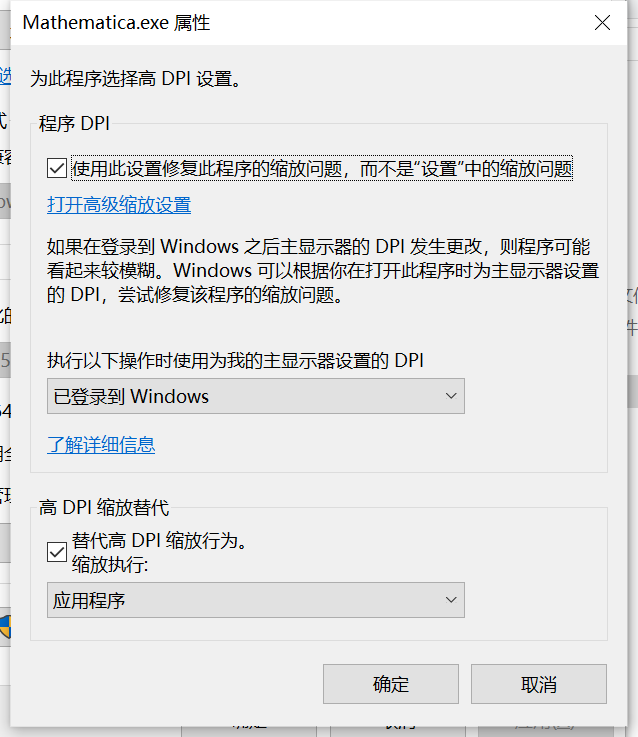 Mathematica.exe 属性
为此程序选择高 DPI 设置。
程序 DPI
使用此设置修复此程序的缩放问题，而不是“设置”中的缩放问题
打开高级缩放设置
如果在登录到 Windows 之后主显示器的 DPI 发生更改，则程序可能
看起来较模糊。Windows 可以根据你在打开此程序时为主显示器设置
的 DPI，尝试修复该程序的缩放问题。
执行以下操作时使用为我的主显示器设置的 DPI
已登录到 Windows
了解详细信息
高 DPI 缩放替代
替代高 DPI 缩放行为。
缩放执行:
应用程序
确定
取消